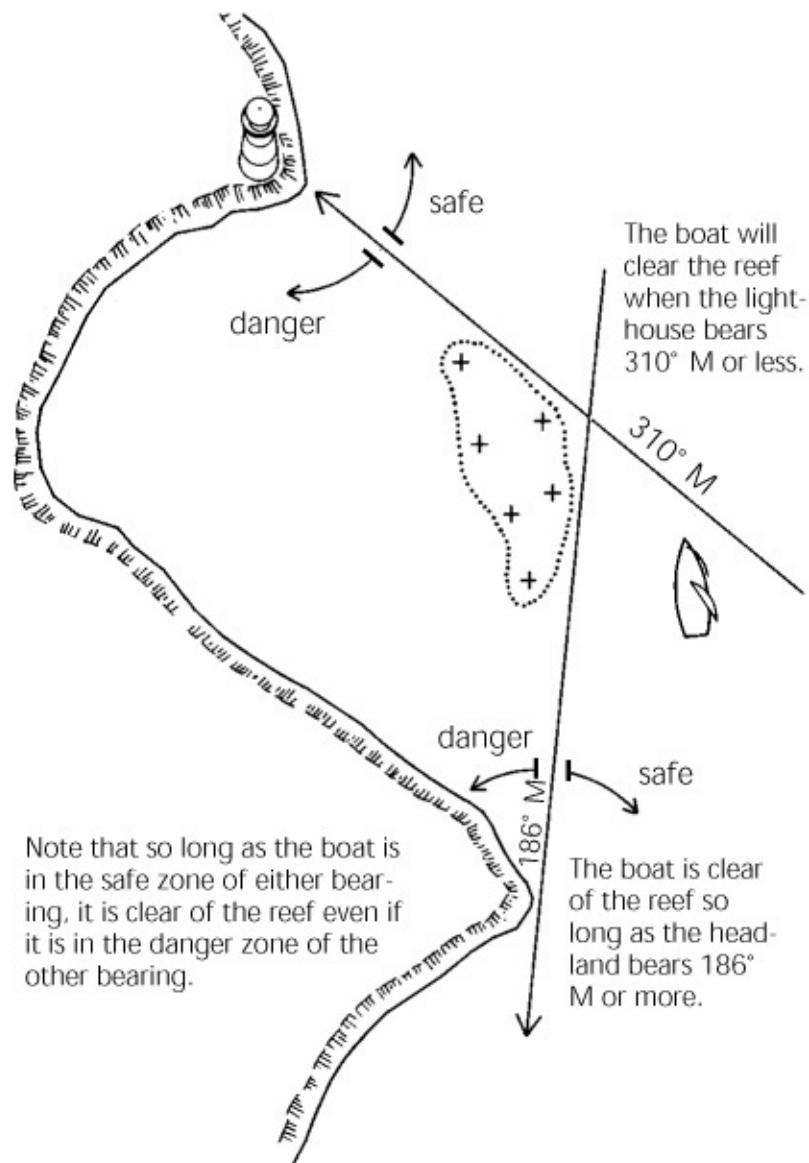 safe
danger
The boat will
clear the reef
when the light-
house bears
310° M or less.
310° M
danger
safe
186° M
Note that so long as the boat is
in the safe zone of either bear-
ing, it is clear of the reef even if
it is in the danger zone of the
other bearing.
The boat is clear
of the reef so
long as the head-
land bears 186°
M or more.